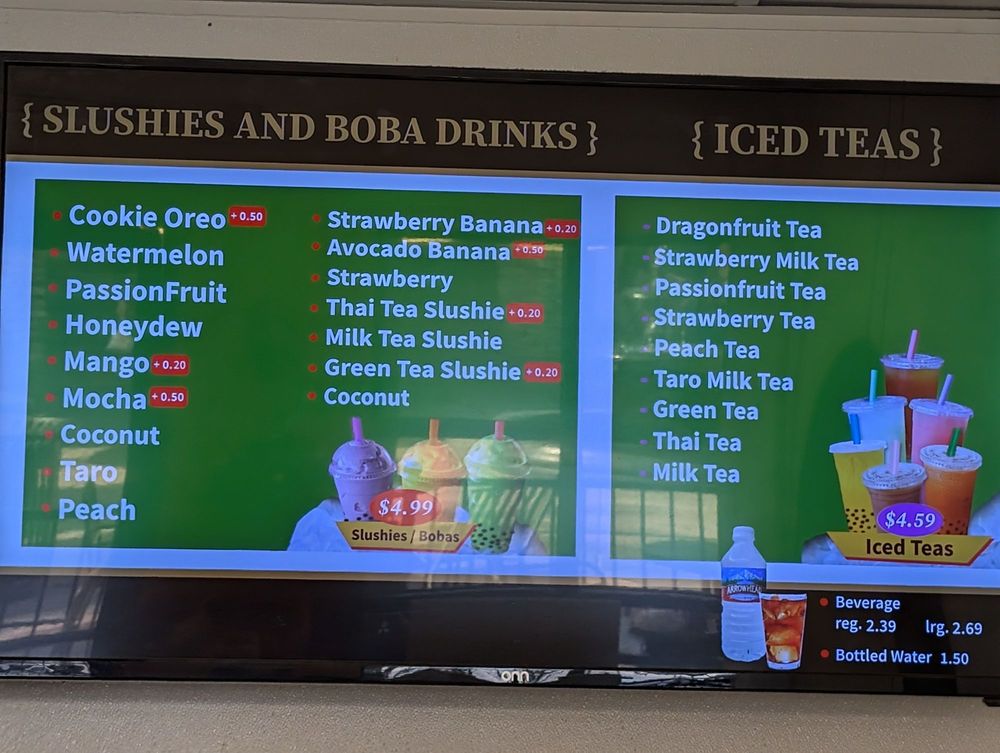 { SLUSHIES AND BOBA DRINKS }
Cookie Oreo +0.50
Watermelon
PassionFruit
Honeydew
Mango +0.20
Mocha +0.50
Coconut
Taro
Peach
Strawberry Banana +0.20
Avocado Banana +0.50
Strawberry
Thai Tea Slushie +0.20
Milk Tea Slushie
Green Tea Slushie +0.20
Coconut
$4.99
Slushies / Bobas
{ ICED TEAS }
Dragonfruit Tea
Strawberry Milk Tea
Passionfruit Tea
Strawberry Tea
Peach Tea
Taro Milk Tea
Green Tea
Thai Tea
Milk Tea
$4.59
Iced Teas
ARROWHEAD
Beverage
reg. 2.39 lrg. 2.69
Bottled Water 1.50
onn